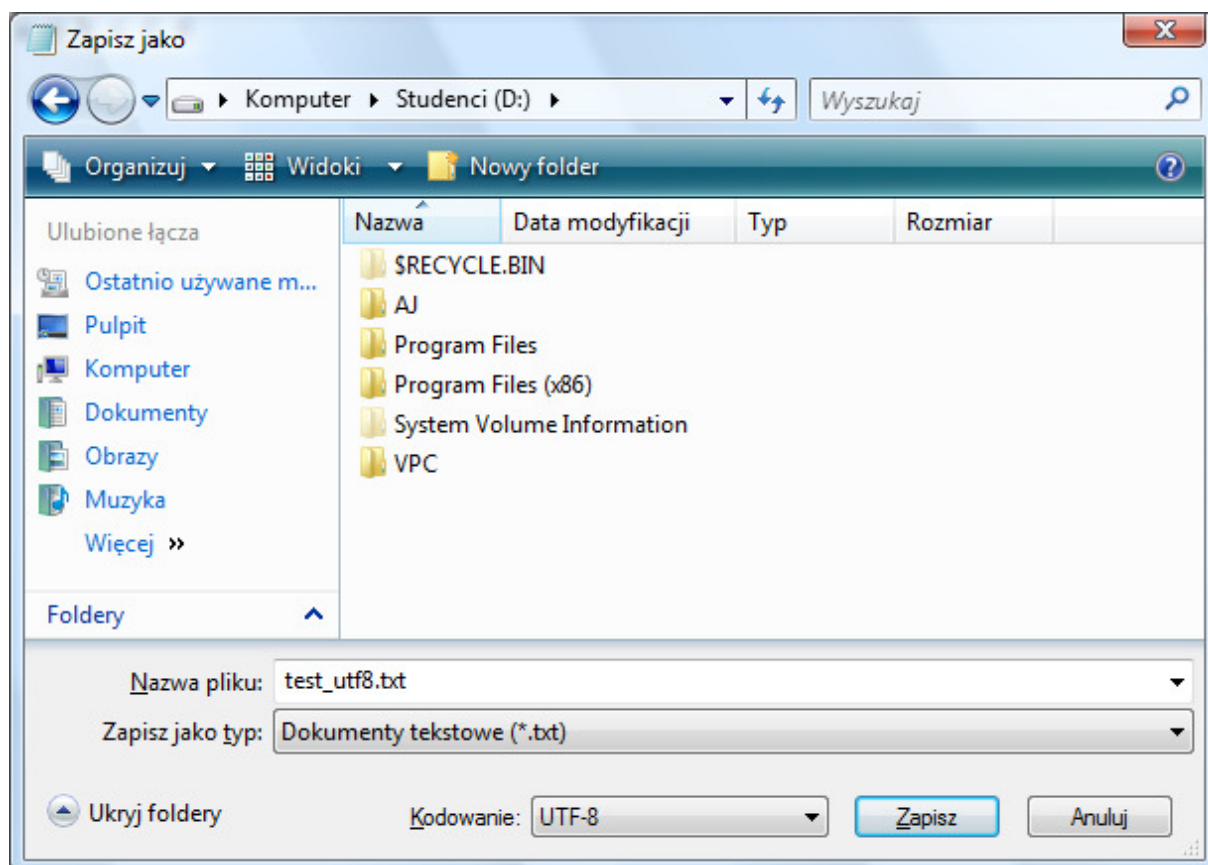 Zapisz jako
Komputer Studenci (D:) Wyszukaj
Organizuj Widoki Nowy folder
Ulubione łącza
Ostatnio używane m...
Pulpit
Komputer
Dokumenty
Obrazy
Muzyka
Więcej »
Foldery
Nazwa Data modyfikacji Typ Rozmiar
$RECYCLE.BIN
AJ
Program Files
Program Files (x86)
System Volume Information
VPC
Nazwa pliku: test_utf8.txt
Zapisz jako typ: Dokumenty tekstowe (*.txt)
Ukryj foldery Kodowanie: UTF-8 Zapisz Anuluj